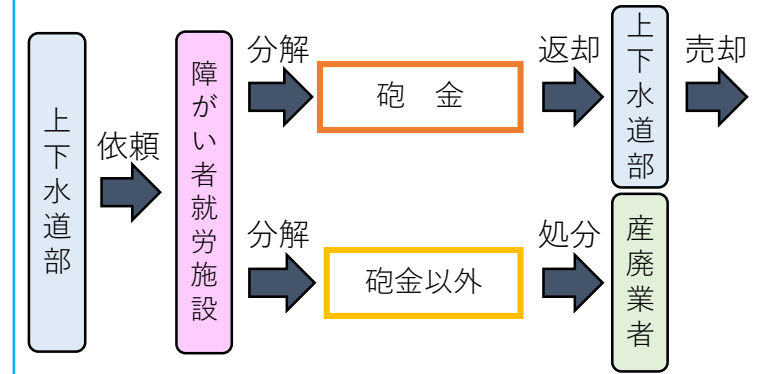 上下水道部
依頼
障がい者就労施設
分解
砲　金
返却
上下水道部
売却
分解
砲金以外
処分
産廃業者